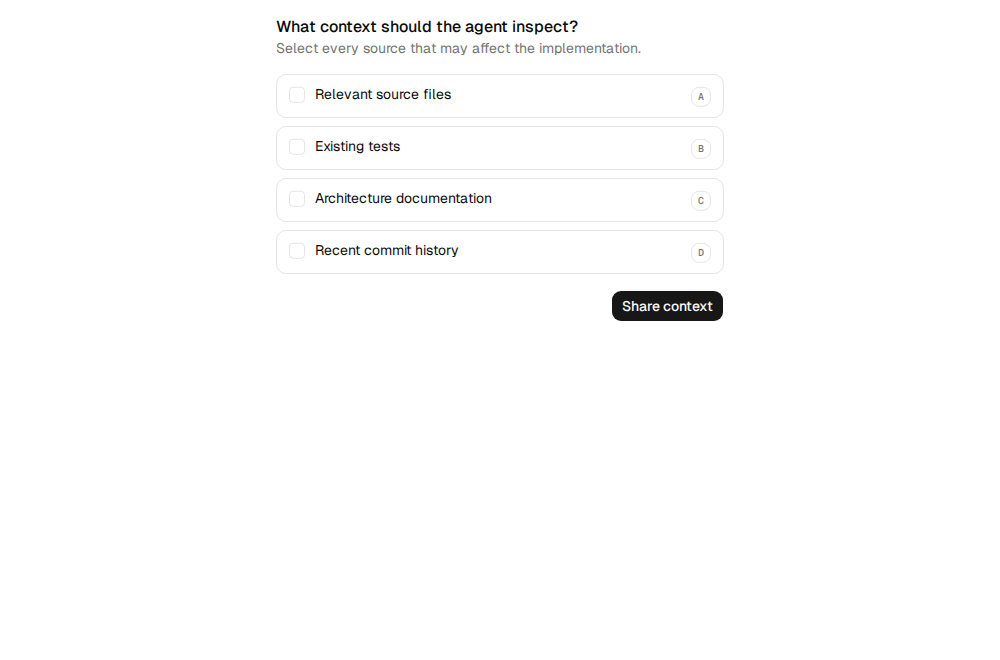 What context should the agent inspect?
Select every source that may affect the implementation.
Relevant source files A
Existing tests B
Architecture documentation C
Recent commit history D
Share context